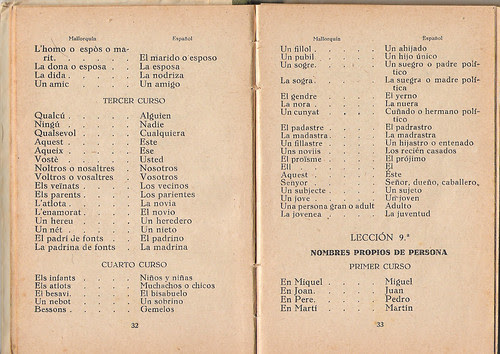 Mallorquín Español
L'homo o espòs o ma-
rit. . . . El marido o esposo
La dona o esposa . La esposa
La dida . . . . La nodriza
Un amic . . . Un amigo
TERCER CURSO
Qualcú . . . . Alguien
Ningú . . . . Nadie
Qualsevol . . . Cualquiera
Aquest . . . . Este
Aqueix . . . . Ese
Vostè . . . . Usted
Noltros o nosaltres . Nosotros
Voltros o vosaltres . Vosotros
Els veïnats . . . Los vecinos
Els parents . . . Los parientes
L'atlota . . . . La novia
L'enamorat . . . El novio
Un hereu . . . Un heredero
Un nét . . . . Un nieto
El padrí de fonts . . El padrino
La padrina de fonts . La madrina
CUARTO CURSO
Els infants . . . Niños y niñas
Els atlots . . . Muchachos o chicos
El besavi . . . El bisabuelo
Un nebot . . . Un sobrino
Bessons . . . . Gemelos
32
Mallorquín Español
Un fillol . . . . Un ahijado
Un pubil . . . Un hijo único
Un sogre. . . . Un suegro o padre polí-
tico
La sogra . . . . La suegra o madre polí-
tica
El gendre . . . El yerno
La nora . . . . La nuera
Un cunyat . . . Cuñado o hermano polí-
tico
El padastre . . . El padrastro
La madastra . . . La madrastra
Un fillastre . . . Un hijastro o entenado
Uns novíis . . . Los recién casados
El proïsme . . . El prójimo
Ell . . . . El
Aquest . . . . Éste
Senyor . . . . Señor, dueño, caballero,
Un subjecte . . . Un sujeto
Un jove . . . . Un joven
Una persona gran o adult Adulto
La jovenea . . . La juventud
LECCIÓN 9.ª
NOMBRES PROPIOS DE PERSONA
PRIMER CURSO
En Miquel . . . Miguel
En Joan. . . . Juan
En Pere. . . . Pedro
En Martí . . . Martín
33